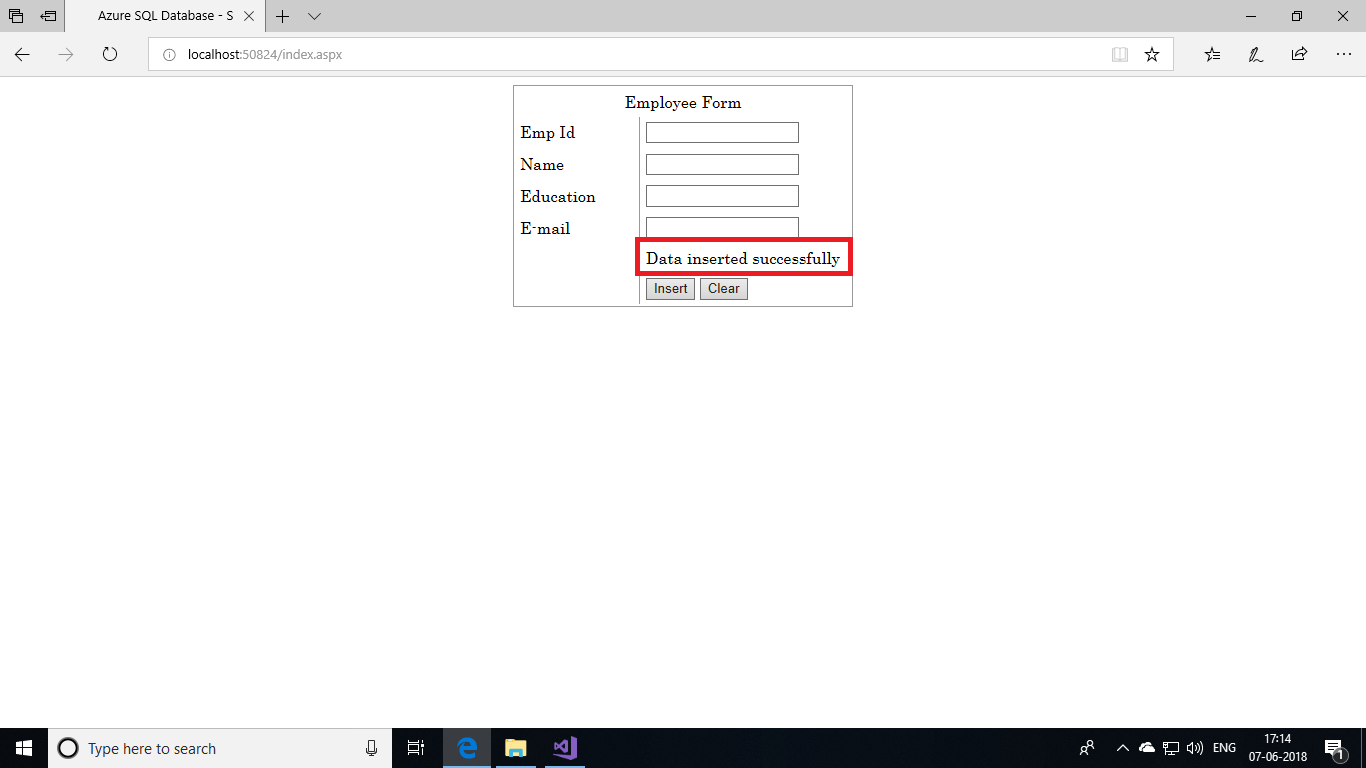 Azure SQL Database - S
localhost:50824/index.aspx
Employee Form
Emp Id
Name
Education
E-mail
Data inserted successfully
Insert Clear
Type here to search
ENG
17:14
07-06-2018
1